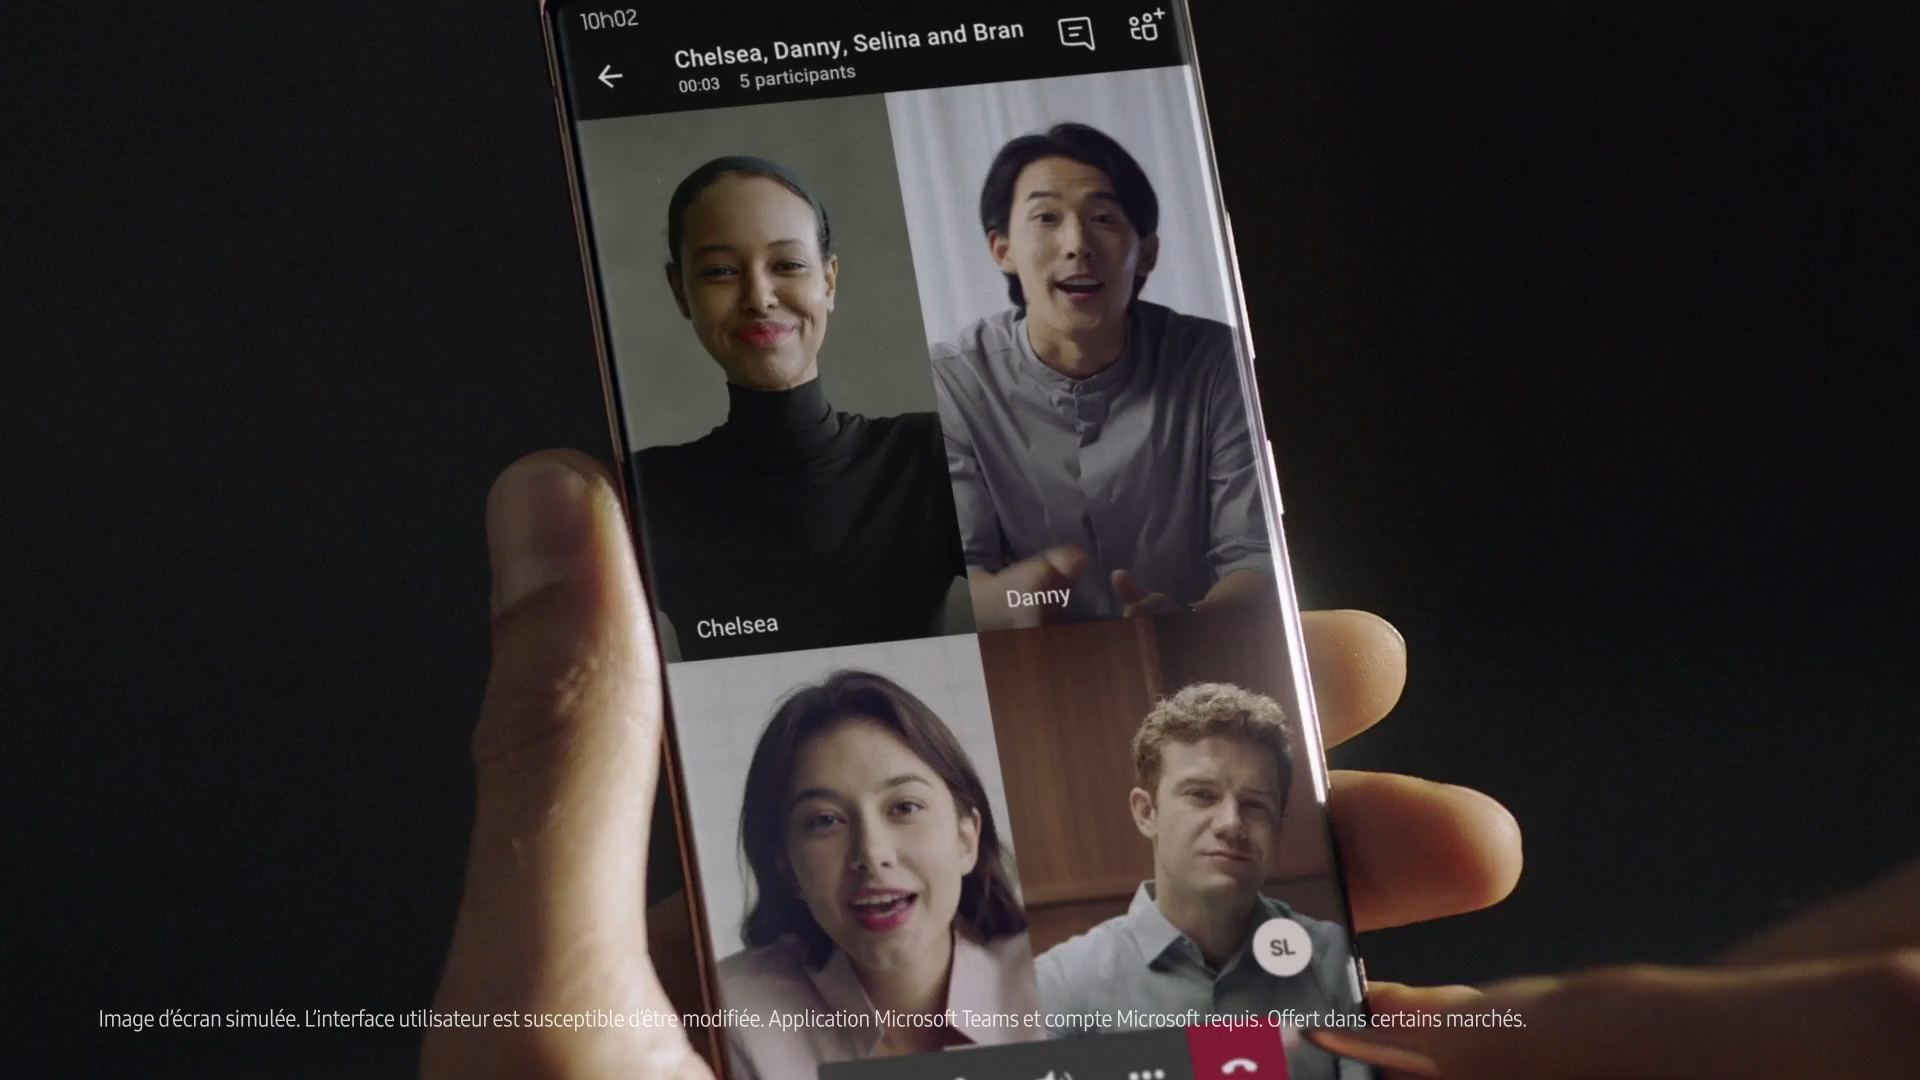 10h02
Chelsea, Danny, Selina and Bran
00:03 5 participants
Chelsea
Danny
SL
Image d'écran simulée. L'interface utilisateur est susceptible d'être modifiée. Application Microsoft Teams et compte Microsoft requis. Offert dans certains marchés.